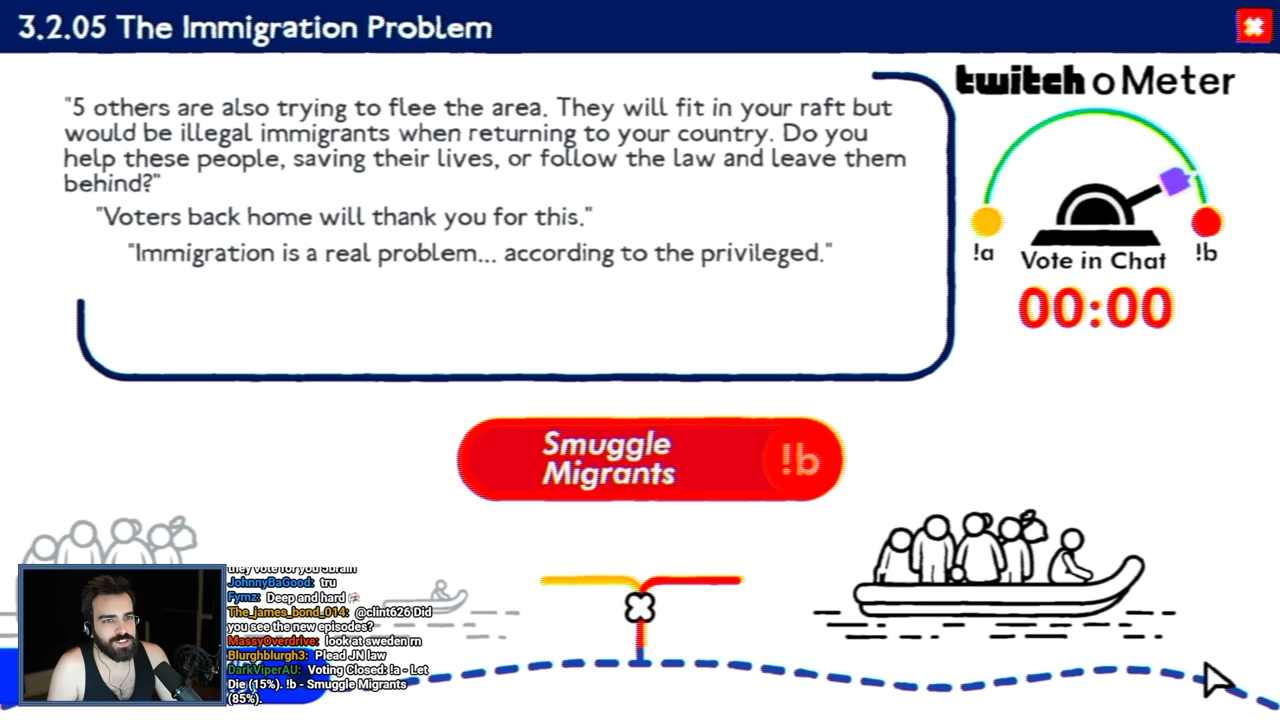 3.2.05 The Immigration Problem
"5 others are also trying to flee the area. They will fit in your raft but
would be illegal immigrants when returning to your country. Do you
help these people, saving their lives, or follow the law and leave them
behind?"
"Voters back home will thank you for this."
"Immigration is a real problem... according to the privileged."
twitch o Meter
!a
Vote in Chat
!b
00:00
Smuggle
Migrants
!b
they vote for you
JohnnyBaGood: tru
Fymz: Deep and hard
The_james_bond_014: @clint626 Did
you see the new episodes?
MassyOverdrive: look at sweden rn
Blurghblurgh3: Plead JN law
DarkViperAU: Voting Closed: !a - Let
Die (15%). !b - Smuggle Migrants
(85%).